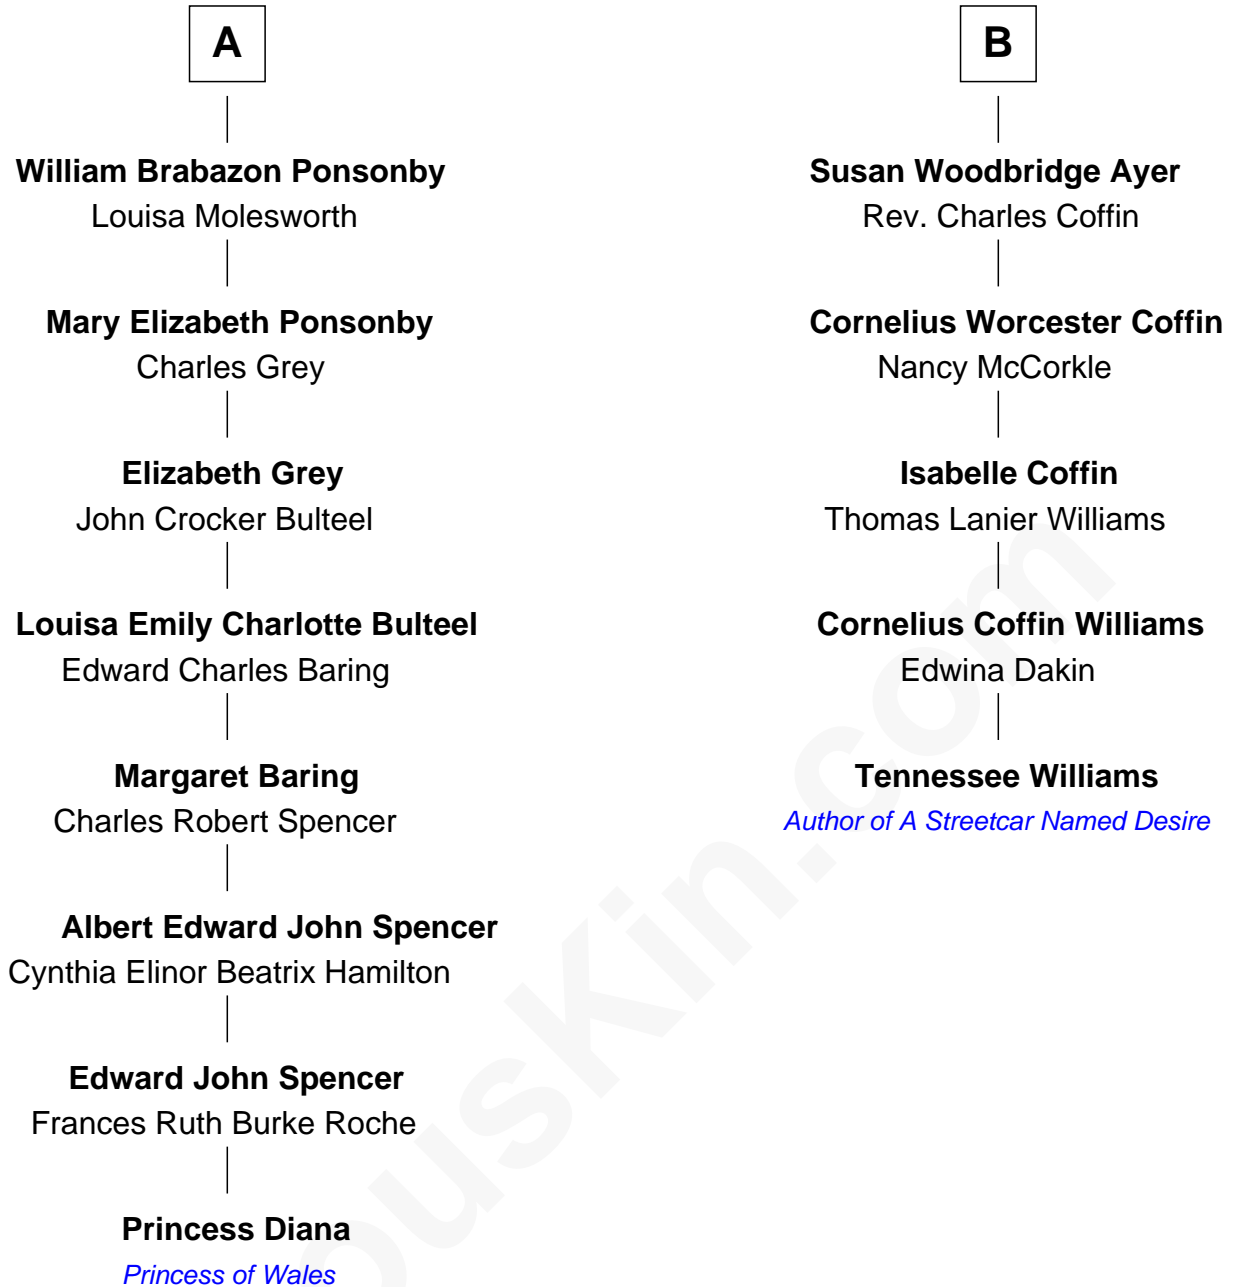 A
William Brabazon Ponsonby
Louisa Molesworth
Mary Elizabeth Ponsonby
Charles Grey
Elizabeth Grey
John Crocker Bulteel
Louisa Emily Charlotte Bulteel
Edward Charles Baring
Margaret Baring
Charles Robert Spencer
Albert Edward John Spencer
Cynthia Elinor Beatrix Hamilton
Edward John Spencer
Frances Ruth Burke Roche
Princess Diana
Princess of Wales
B
Susan Woodbridge Ayer
Rev. Charles Coffin
Cornelius Worcester Coffin
Nancy McCorkle
Isabelle Coffin
Thomas Lanier Williams
Cornelius Coffin Williams
Edwina Dakin
Tennessee Williams
Author of A Streetcar Named Desire
ousKin.com